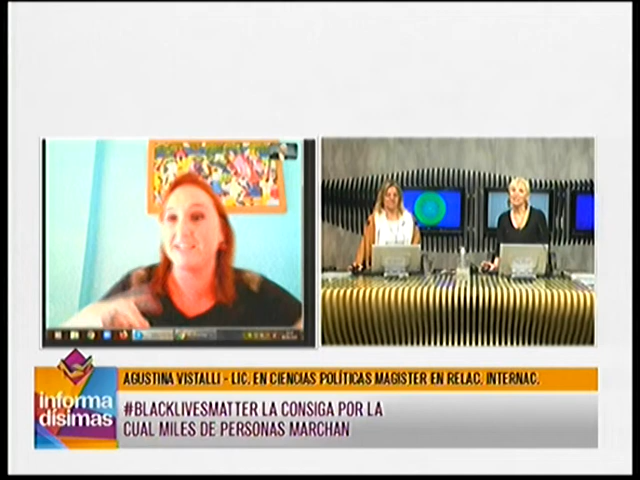 AGUSTINA VISTALLI - LIC. EN CIENCIAS POLÍTICAS MAGISTER EN RELAC. INTERNAC.
informa
dísimas
#BLACKLIVESMATTER LA CONSIGA POR LA
CUAL MILES DE PERSONAS MARCHAN